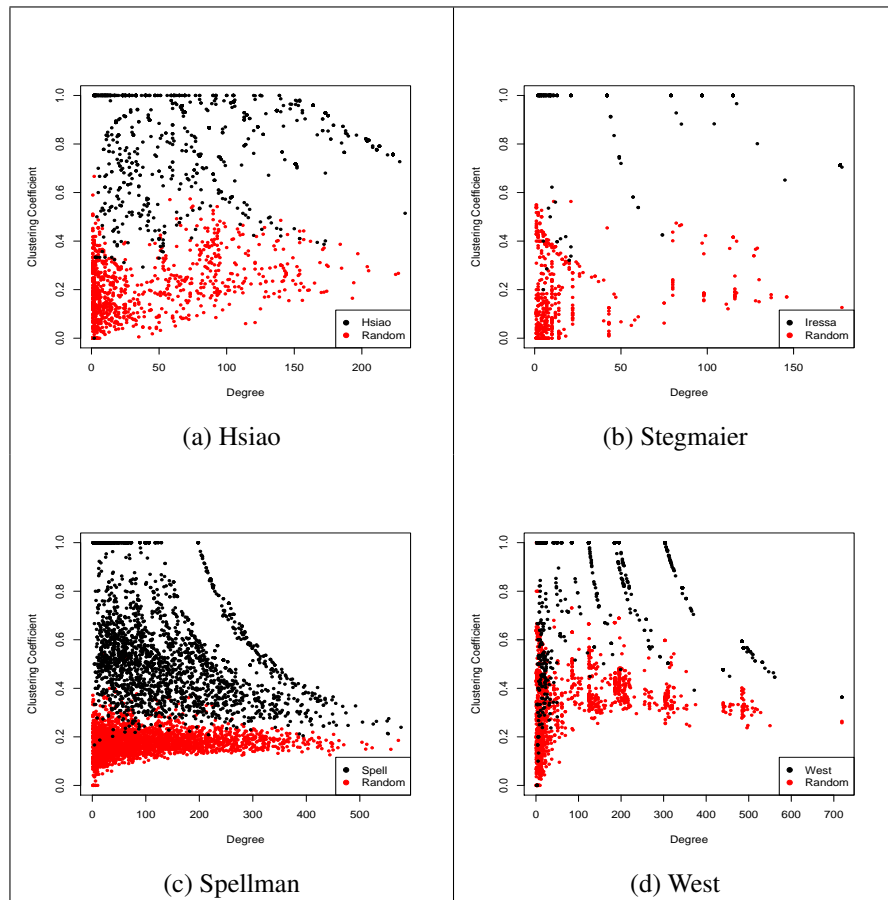 Clustering Coefficient
1.0
0.8
0.6
0.4
0.2
0.0
0 50 100 150 200
Degree
Hsiao
Random
(a) Hsiao
Clustering Coefficient
1.0
0.8
0.6
0.4
0.2
0.0
0 50 100 150
Degree
Iressa
Random
(b) Stegmaier
Clustering Coefficient
1.0
0.8
0.6
0.4
0.2
0.0
0 100 200 300 400 500
Degree
Spell
Random
(c) Spellman
Clustering Coefficient
1.0
0.8
0.6
0.4
0.2
0.0
0 100 200 300 400 500 600 700
Degree
West
Random
(d) West